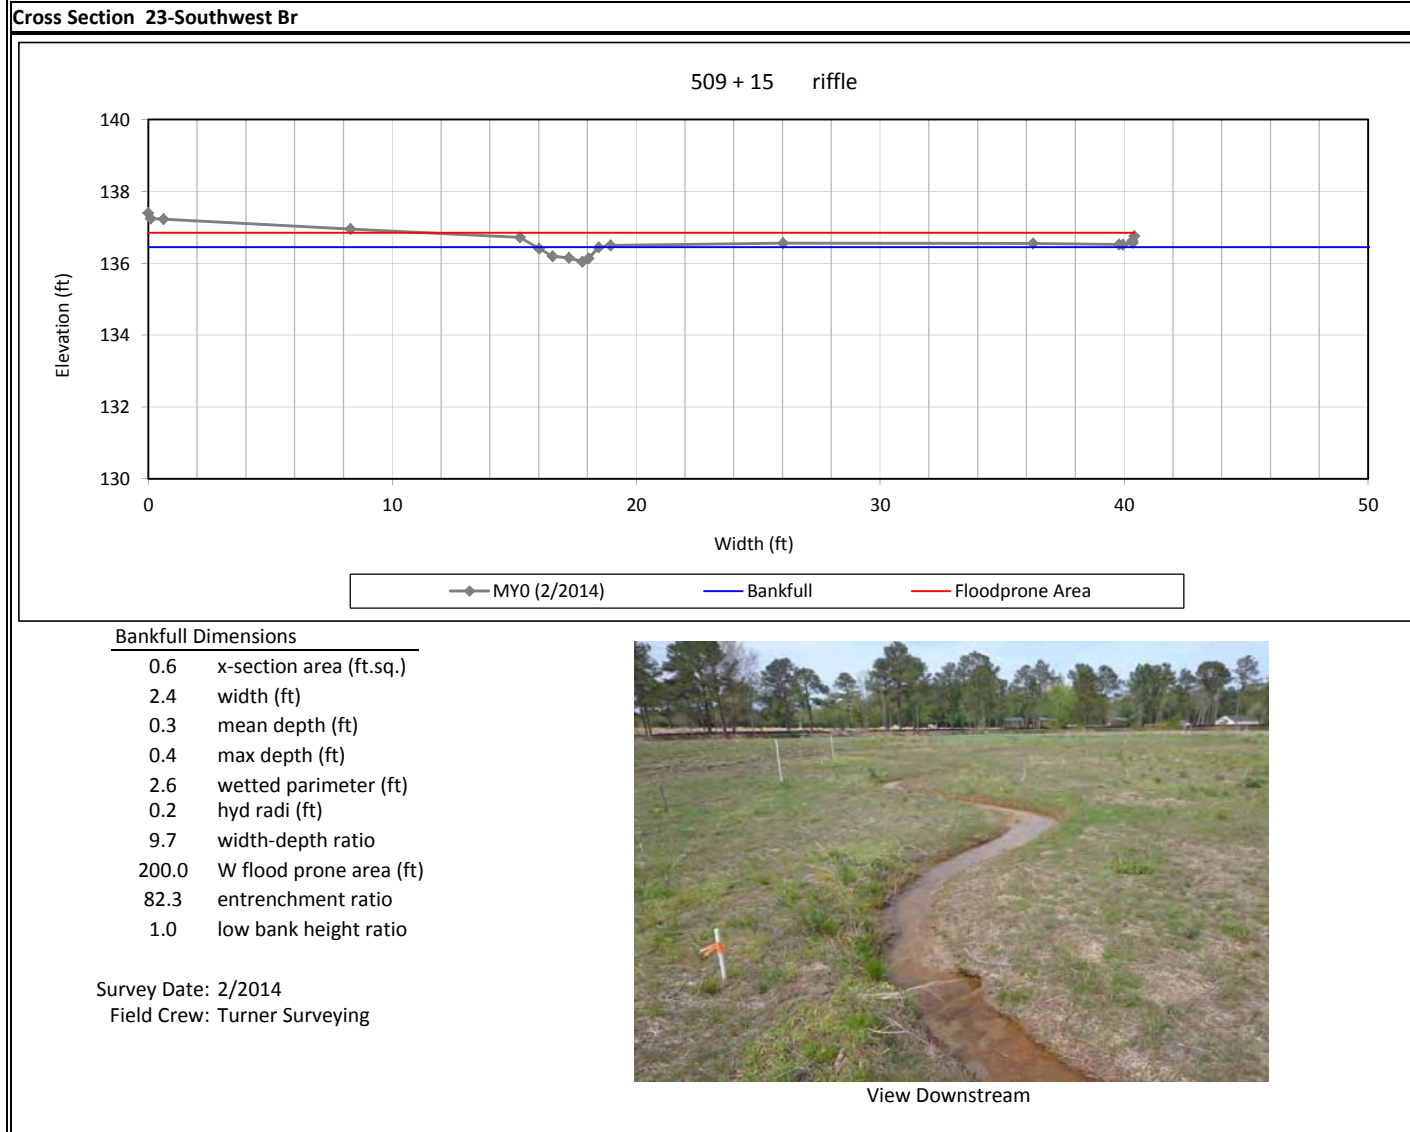 Cross Section 23-Southwest Br
509 + 15 riffle
140
138
136
134
132
130
Elevation (ft)
0 10 20 30 40 50
Width (ft)
MY0 (2/2014) Bankfull Floodprone Area
Bankfull Dimensions
0.6 x-section area (ft.sq.)
2.4 width (ft)
0.3 mean depth (ft)
0.4 max depth (ft)
2.6 wetted parimeter (ft)
0.2 hyd radi (ft)
9.7 width-depth ratio
200.0 W flood prone area (ft)
82.3 entrenchment ratio
1.0 low bank height ratio
Survey Date: 2/2014
Field Crew: Turner Surveying
View Downstream